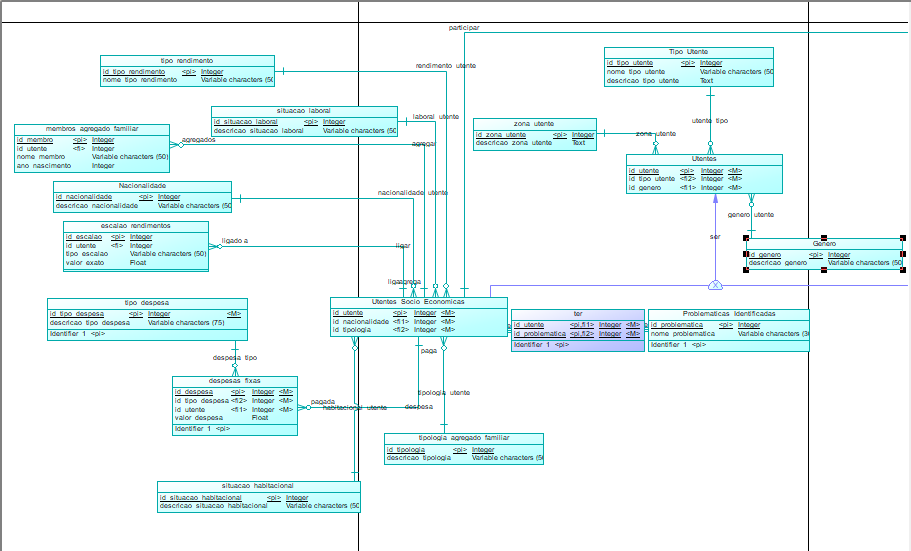 participar
tipo rendimento
id tipo rendimento <pi> Integer
nome tipo rendimento Variable characters (50
rendimento utente
Tipo Utente
id tipo utente <pi> Integer
nome tipo utente Variable characters (50
descricao tipo utente Text
situacao laboral
id situacao laboral <pi> Integer
descricao situacao laboral Variable characters (50
laboral utente
utente tipo
membros agregado familiar
id membro <pi> Integer
id utente <fi> Integer
nome membro Variable characters (50)
ano nascimento Integer
agregados
agregar
zona utente
id zona utente <pi> Integer
descricao zona utente Text
zona utente
Utentes
id utente <pi> Integer <M>
id tipo utente <fi2> Integer <M>
id genero <fi1> Integer <M>
Nacionalidade
id nacionalidade <pi> Integer
descricao nacionalidade Variable characters (50
nacionalidade utente
genero utente
escalao rendimentos
id escalao <pi> Integer
id utente <fi> Integer
tipo escalao Variable characters (50)
valor exato Float
ligado a
ligar
ser
Genero
id genero <pi> Integer
descricao genero Variable characters (50
tipo despesa
id tipo despesa <pi> Integer <M>
descricao tipo despesa Variable characters (75)
Identifier 1 <pi>
Utentes Socio Economicas
id utente <pi> Integer <M>
id nacionalidade <fi1> Integer <M>
id tipologia <fi2> Integer <M>
ter
id utente <pi,fi1> Integer <M>
id problematica <pi,fi2> Integer <M>
Identifier 1 <pi>
Problematicas Identificadas
id problematica <pi> Integer
nome problematica Variable characters (3
Identifier 1 <pi>
despesa tipo
paga
despesas fixas
id despesa <pi> Integer <M>
id tipo despesa <fi2> Integer <M>
id utente <fi1> Integer <M>
valor despesa Float
Identifier 1 <pi>
pagada
habitacional utente
despesa
tipologia utente
tipologia agregado familiar
id tipologia <pi> Integer
descricao tipologia Variable characters (50
situacao habitacional
id situacao habitacional <pi> Integer
descricao situacao habitacional Variable characters (50